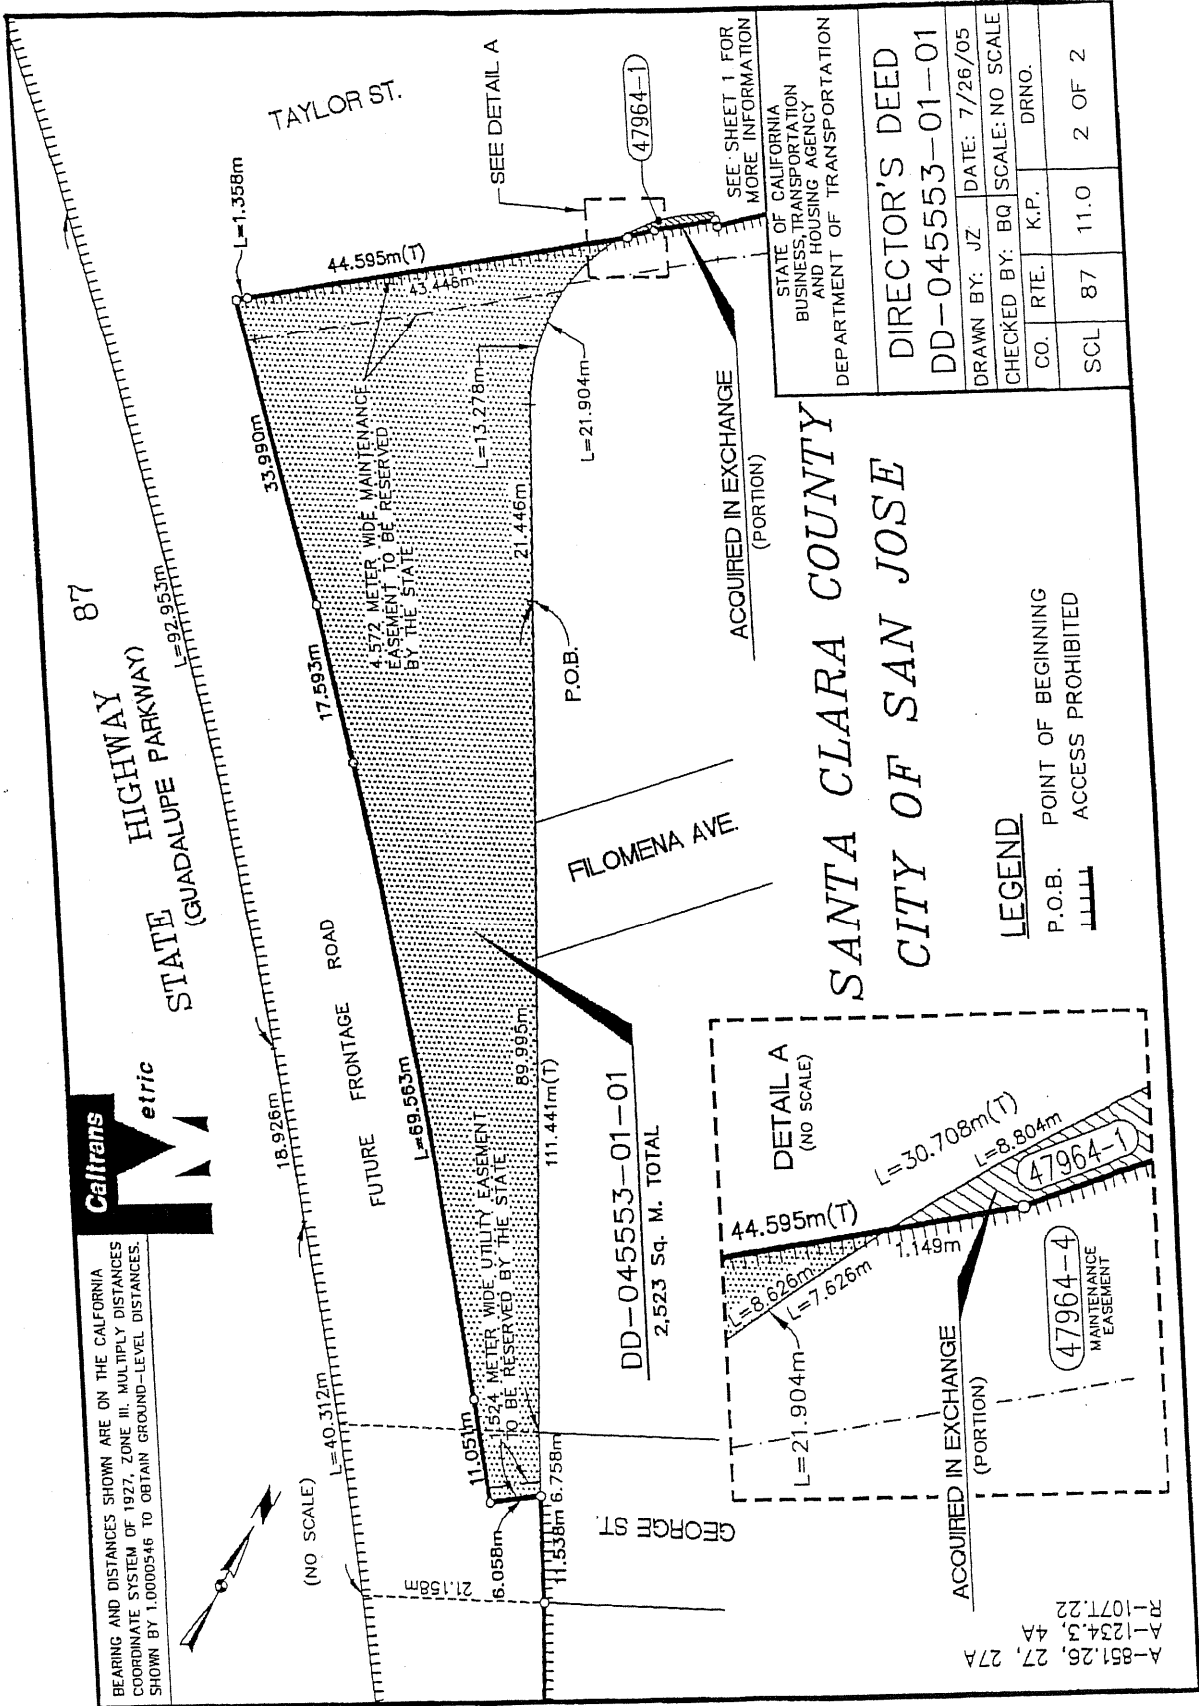 BEARING AND DISTANCES SHOWN ARE ON THE CALIFORNIA
COORDINATE SYSTEM OF 1927, ZONE III. MULTIPLY DISTANCES
SHOWN BY 1.0000546 TO OBTAIN GROUND-LEVEL DISTANCES.
Caltrans
Metric
STATE HIGHWAY 87
(GUADALUPE PARKWAY)
(NO SCALE)
L=40.312m
18.926m
L=92.953m
FUTURE FRONTAGE ROAD
TAYLOR ST.
L=1.358m
44.595m(T)
43.446m
33.990m
17.593m
L=69.563m
11.051m
6.058m
21.158m
11.538m
6.758m
4.572 METER WIDE MAINTENANCE
EASEMENT TO BE RESERVED
BY THE STATE
1.524 METER WIDE UTILITY EASEMENT
TO BE RESERVED BY THE STATE
89.995m
111.441m(T)
21.446m
L=13.278m
L=21.904m
P.O.B.
SEE DETAIL A
47964-1
SEE SHEET 1 FOR
MORE INFORMATION
ACQUIRED IN EXCHANGE
(PORTION)
GEORGE ST.
FILOMENA AVE.
DD-045553-01-01
2,523 Sq. M. TOTAL
DETAIL A
(NO SCALE)
44.595m(T)
L=30.708m(T)
L=8.804m
L=8.626m
L=7.626m
1.149m
47964-1
L=21.904m
47964-4
MAINTENANCE
EASEMENT
ACQUIRED IN EXCHANGE
(PORTION)
SANTA CLARA COUNTY
CITY OF SAN JOSE
LEGEND
P.O.B. POINT OF BEGINNING
ACCESS PROHIBITED
STATE OF CALIFORNIA
BUSINESS,TRANSPORTATION
AND HOUSING AGENCY
DEPARTMENT OF TRANSPORTATION
DIRECTOR'S DEED
DD-045553-01-01
DRAWN BY: JZ DATE: 7/26/05
CHECKED BY: BQ SCALE: NO SCALE
CO. RTE. K.P. DRNO.
SCL 87 11.0 2 OF 2
A-851.26, 27, 27A
A-1234.3, 4A
R-107T.22